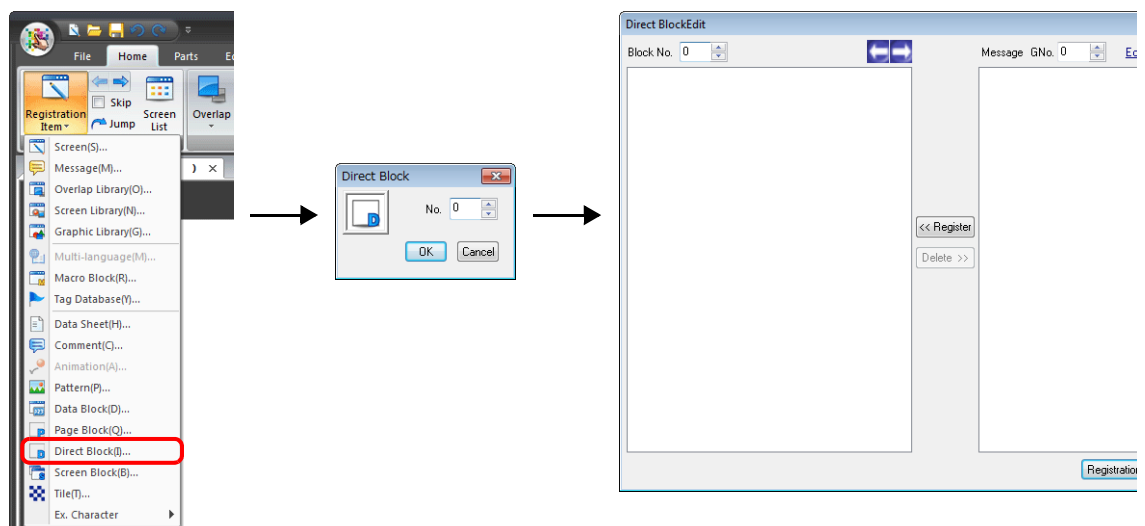 File Home Parts
Registration Item
Skip
Jump
Screen List
Overlap
Screen(S)...
Message(M)...
Overlap Library(O)...
Screen Library(N)...
Graphic Library(G)...
Multi-language(M)...
Macro Block(R)...
Tag Database(Y)...
Data Sheet(H)...
Comment(C)...
Animation(A)...
Pattern(P)...
Data Block(D)...
Page Block(Q)...
Direct Block(I)...
Screen Block(B)...
Tile(T)...
Ex. Character
Direct Block
No. 0
OK Cancel
Direct BlockEdit
Block No. 0
Message GNo. 0
<< Register
Delete >>
Registration